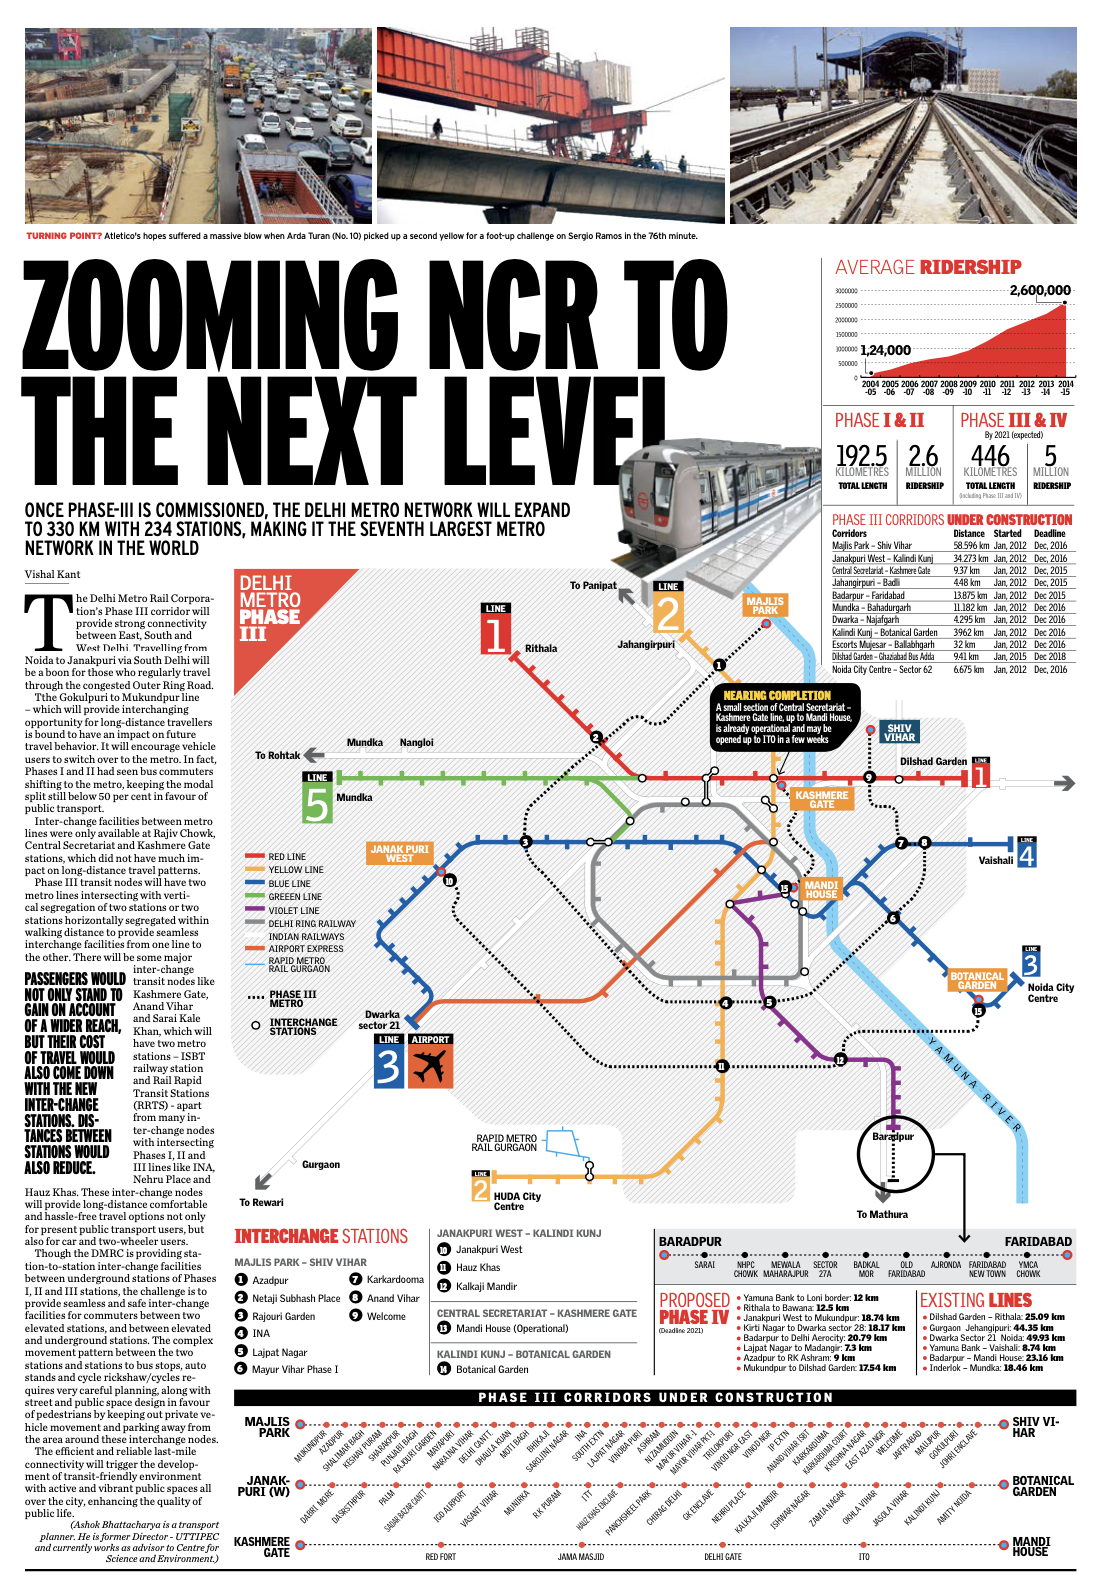 TURNING POINT? Atletico's hopes suffered a massive blow when Arda Turan (No. 10) picked up a second yellow for a foot-up challenge on Sergio Ramos in the 76th minute.
ZOOMING NCR TO
THE NEXT LEVEL
ONCE PHASE-III IS COMMISSIONED, THE DELHI METRO NETWORK WILL EXPAND
TO 330 KM WITH 234 STATIONS, MAKING IT THE SEVENTH LARGEST METRO
NETWORK IN THE WORLD
Vishal Kant
The Delhi Metro Rail Corpora-
tion's Phase III corridor will
provide strong connectivity
between East, South and
West Delhi. Travelling from
Noida to Janakpuri via South Delhi will
be a boon for those who regularly travel
through the congested Outer Ring Road.
Tthe Gokulpuri to Mukundpur line
– which will provide interchanging
opportunity for long-distance travellers
is bound to have an impact on future
travel behavior. It will encourage vehicle
users to switch over to the metro. In fact,
Phases I and II had seen bus commuters
shifting to the metro, keeping the modal
split still below 50 per cent in favour of
public transport.
Inter-change facilities between metro
lines were only available at Rajiv Chowk,
Central Secretariat and Kashmere Gate
stations, which did not have much im-
pact on long-distance travel patterns.
Phase III transit nodes will have two
metro lines intersecting with verti-
cal segregation of two stations or two
stations horizontally segregated within
walking distance to provide seamless
interchange facilities from one line to
the other. There will be some major
inter-change
transit nodes like
Kashmere Gate,
Anand Vihar
and Sarai Kale
Khan, which will
have two metro
stations – ISBT
railway station
and Rail Rapid
Transit Stations
(RRTS) - apart
from many in-
ter-change nodes
with intersecting
Phases I, II and
III lines like INA,
Nehru Place and
Hauz Khas. These inter-change nodes
will provide long-distance comfortable
and hassle-free travel options not only
for present public transport users, but
also for car and two-wheeler users.
Though the DMRC is providing sta-
tion-to-station inter-change facilities
between underground stations of Phases
I, II and III stations, the challenge is to
provide seamless and safe inter-change
facilities for commuters between two
elevated stations, and between elevated
and underground stations. The complex
movement pattern between the two
stations and stations to bus stops, auto
stands and cycle rickshaw/cycles re-
quires very careful planning, along with
street and public space design in favour
of pedestrians by keeping out private ve-
hicle movement and parking away from
the area around these interchange nodes.
The efficient and reliable last-mile
connectivity will trigger the develop-
ment of transit-friendly environment
with active and vibrant public spaces all
over the city, enhancing the quality of
public life.
(Ashok Bhattacharya is a transport
planner. He is former Director - UTTIPEC
and currently works as advisor to Centre for
Science and Environment.)
PASSENGERS WOULD
NOT ONLY STAND TO
GAIN ON ACCOUNT
OF A WIDER REACH,
BUT THEIR COST
OF TRAVEL WOULD
ALSO COME DOWN
WITH THE NEW
INTER-CHANGE
STATIONS. DIS-
TANCES BETWEEN
STATIONS WOULD
ALSO REDUCE.
AVERAGE RIDERSHIP
3000000
2500000
2000000
1500000
1000000
500000
0
2,600,000
1,24,000
2004 2005 2006 2007 2008 2009 2010 2011 2012 2013 2014
-05 -06 -07 -08 -09 -10 -11 -12 -13 -14 -15
PHASE I & II
192.5
KILOMETRES
TOTAL LENGTH
2.6
MILLION
RIDERSHIP
PHASE III & IV
By 2021 (expected)
446
KILOMETRES
TOTAL LENGTH
(including Phase III and IV)
5
MILLION
RIDERSHIP
PHASE III CORRIDORS UNDER CONSTRUCTION
Corridors Distance Started Deadline
Majlis Park – Shiv Vihar 58.596 km Jan, 2012 Dec, 2016
Janakpuri West – Kalindi Kunj 34.273 km Jan, 2012 Dec, 2016
Central Secretariat – Kashmere Gate 9.37 km Jan, 2012 Dec, 2015
Jahangirpuri – Badli 4.48 km Jan, 2012 Dec, 2015
Badarpur – Faridabad 13.875 km Jan, 2012 Dec 2015
Mundka – Bahadurgarh 11.182 km Jan, 2012 Dec, 2016
Dwarka – Najafgarh 4.295 km Jan, 2012 Dec, 2016
Kalindi Kunj – Botanical Garden 3962 km Jan, 2012 Dec, 2016
Escorts Mujesar – Ballabhgarh 32 km Jan, 2012 Dec, 2016
Dilshad Garden – Ghaziabad Bus Adda 9.41 km Jan, 2015 Dec 2018
Noida City Centre – Sector 62 6.675 km Jan, 2012 Dec, 2016
DELHI
METRO
PHASE
III
To Panipat
LINE
1
Rithala
LINE
2
Jahangirpuri
MAJLIS
PARK
1
NEARING COMPLETION
A small section of Central Secretariat –
Kashmere Gate line, up to Mandi House,
is already operational and may be
opened up to ITO in a few weeks
2
SHIV
VIHAR
To Rohtak
Mundka
Nangloi
Dilshad Garden
LINE
1
9
LINE
5
Mundka
KASHMERE
GATE
JANAK PURI
WEST
3
7
8
Vaishali
LINE
4
10
15
MANDI
HOUSE
6
RED LINE
YELLOW LINE
BLUE LINE
GREEEN LINE
VIOLET LINE
DELHI RING RAILWAY
INDIAN RAILWAYS
AIRPORT EXPRESS
RAPID METRO
RAIL GURGAON
PHASE III
METRO
INTERCHANGE
STATIONS
Dwarka
sector 21
LINE
3
AIRPORT
4
5
BOTANICAL
GARDEN
15
LINE
3
Noida City
Centre
11
12
YAMUNA RIVER
Baradpur
RAPID METRO
RAIL GURGAON
Gurgaon
To Rewari
LINE
2
HUDA City
Centre
To Mathura
INTERCHANGE STATIONS
MAJLIS PARK – SHIV VIHAR
1 Azadpur
2 Netaji Subhash Place
3 Rajouri Garden
4 INA
5 Lajpat Nagar
6 Mayur Vihar Phase I
7 Karkardooma
8 Anand Vihar
9 Welcome
JANAKPURI WEST – KALINDI KUNJ
10 Janakpuri West
11 Hauz Khas
12 Kalkaji Mandir
CENTRAL SECRETARIAT – KASHMERE GATE
13 Mandi House (Operational)
KALINDI KUNJ – BOTANICAL GARDEN
14 Botanical Garden
BARADPUR
FARIDABAD
SARAI
NHPC
CHOWK
MEWALA
MAHARAJPUR
SECTOR
27A
BADKAL
MOR
OLD
FARIDABAD
AJRONDA
FARIDABAD
NEW TOWN
YMCA
CHOWK
PROPOSED
PHASE IV
(Deadline 2021)
Yamuna Bank to Loni border: 12 km
Rithala to Bawana: 12.5 km
Janakpuri West to Mukundpur: 18.74 km
Kirti Nagar to Dwarka sector 28: 18.17 km
Badarpur to Delhi Aerocity: 20.79 km
Lajpat Nagar to Madangir: 7.3 km
Azadpur to RK Ashram: 9 km
Mukundpur to Dilshad Garden: 17.54 km
EXISTING LINES
Dilshad Garden – Rithala: 25.09 km
Gurgaon Jehangirpuri: 44.35 km
Dwarka Sector 21 Noida: 49.93 km
Yamuna Bank – Vaishali: 8.74 km
Badarpur – Mandi House: 23.16 km
Inderlok – Mundka: 18.46 km
PHASE III CORRIDORS UNDER CONSTRUCTION
MAJLIS
PARK
MUKUNDPUR
AZADPUR
SHALIMAR BAGH
KESHAV PURAM
SHAKARPUR
PUNJABI BAGH
RAJOURI GARDEN
MAYAPURI
NARAINA VIHAR
DELHI CANTT.
DHAULA KUAN
MOTI BAGH
BHIKAJI
SAROJINI NAGAR
INA
SOUTH EXTN
LAJPAT NAGAR
VINOBA PURI
ASHRAM
NIZAMUDDIN
MAYUR VIHAR -1
MAYUR VIHAR PKT-1
TRILOKPURI
VINOD NGR EAST
VINOD NGR
IP EXTN
ANAND VIHAR ISBT
KARKARDUMA
KARKARDUMA COURT
KRISHNA NAGAR
EAST AZAD NGR
WELCOME
JAFFRABAD
MAUJPUR
GOKULPURI
JOHRI ENCLAVE
SHIV VI-
HAR
JANAK-
PURI (W)
DABRI MORE
DASRTHPUR
PALM
SADAR BAZAR CANTT
IGD AIRPORT
VASANT VIHAR
MUNIRKA
R.K PURAM
ITT
HAUZ KHAS ENCLAVE
PANCHSHEEL PARK
CHIRAG DELHI
GK ENCLAVE
NEHRU PLACE
KALKAJI MANDIR
ISHWAR NAGAR
ZAMIA NAGAR
OKHLA VIHAR
JASOLA VIHAR
KALINDI KUNJ
AMITY NOIDA
BOTANICAL
GARDEN
KASHMERE
GATE
RED FORT
JAMA MASJID
DELHI GATE
ITO
MANDI
HOUSE